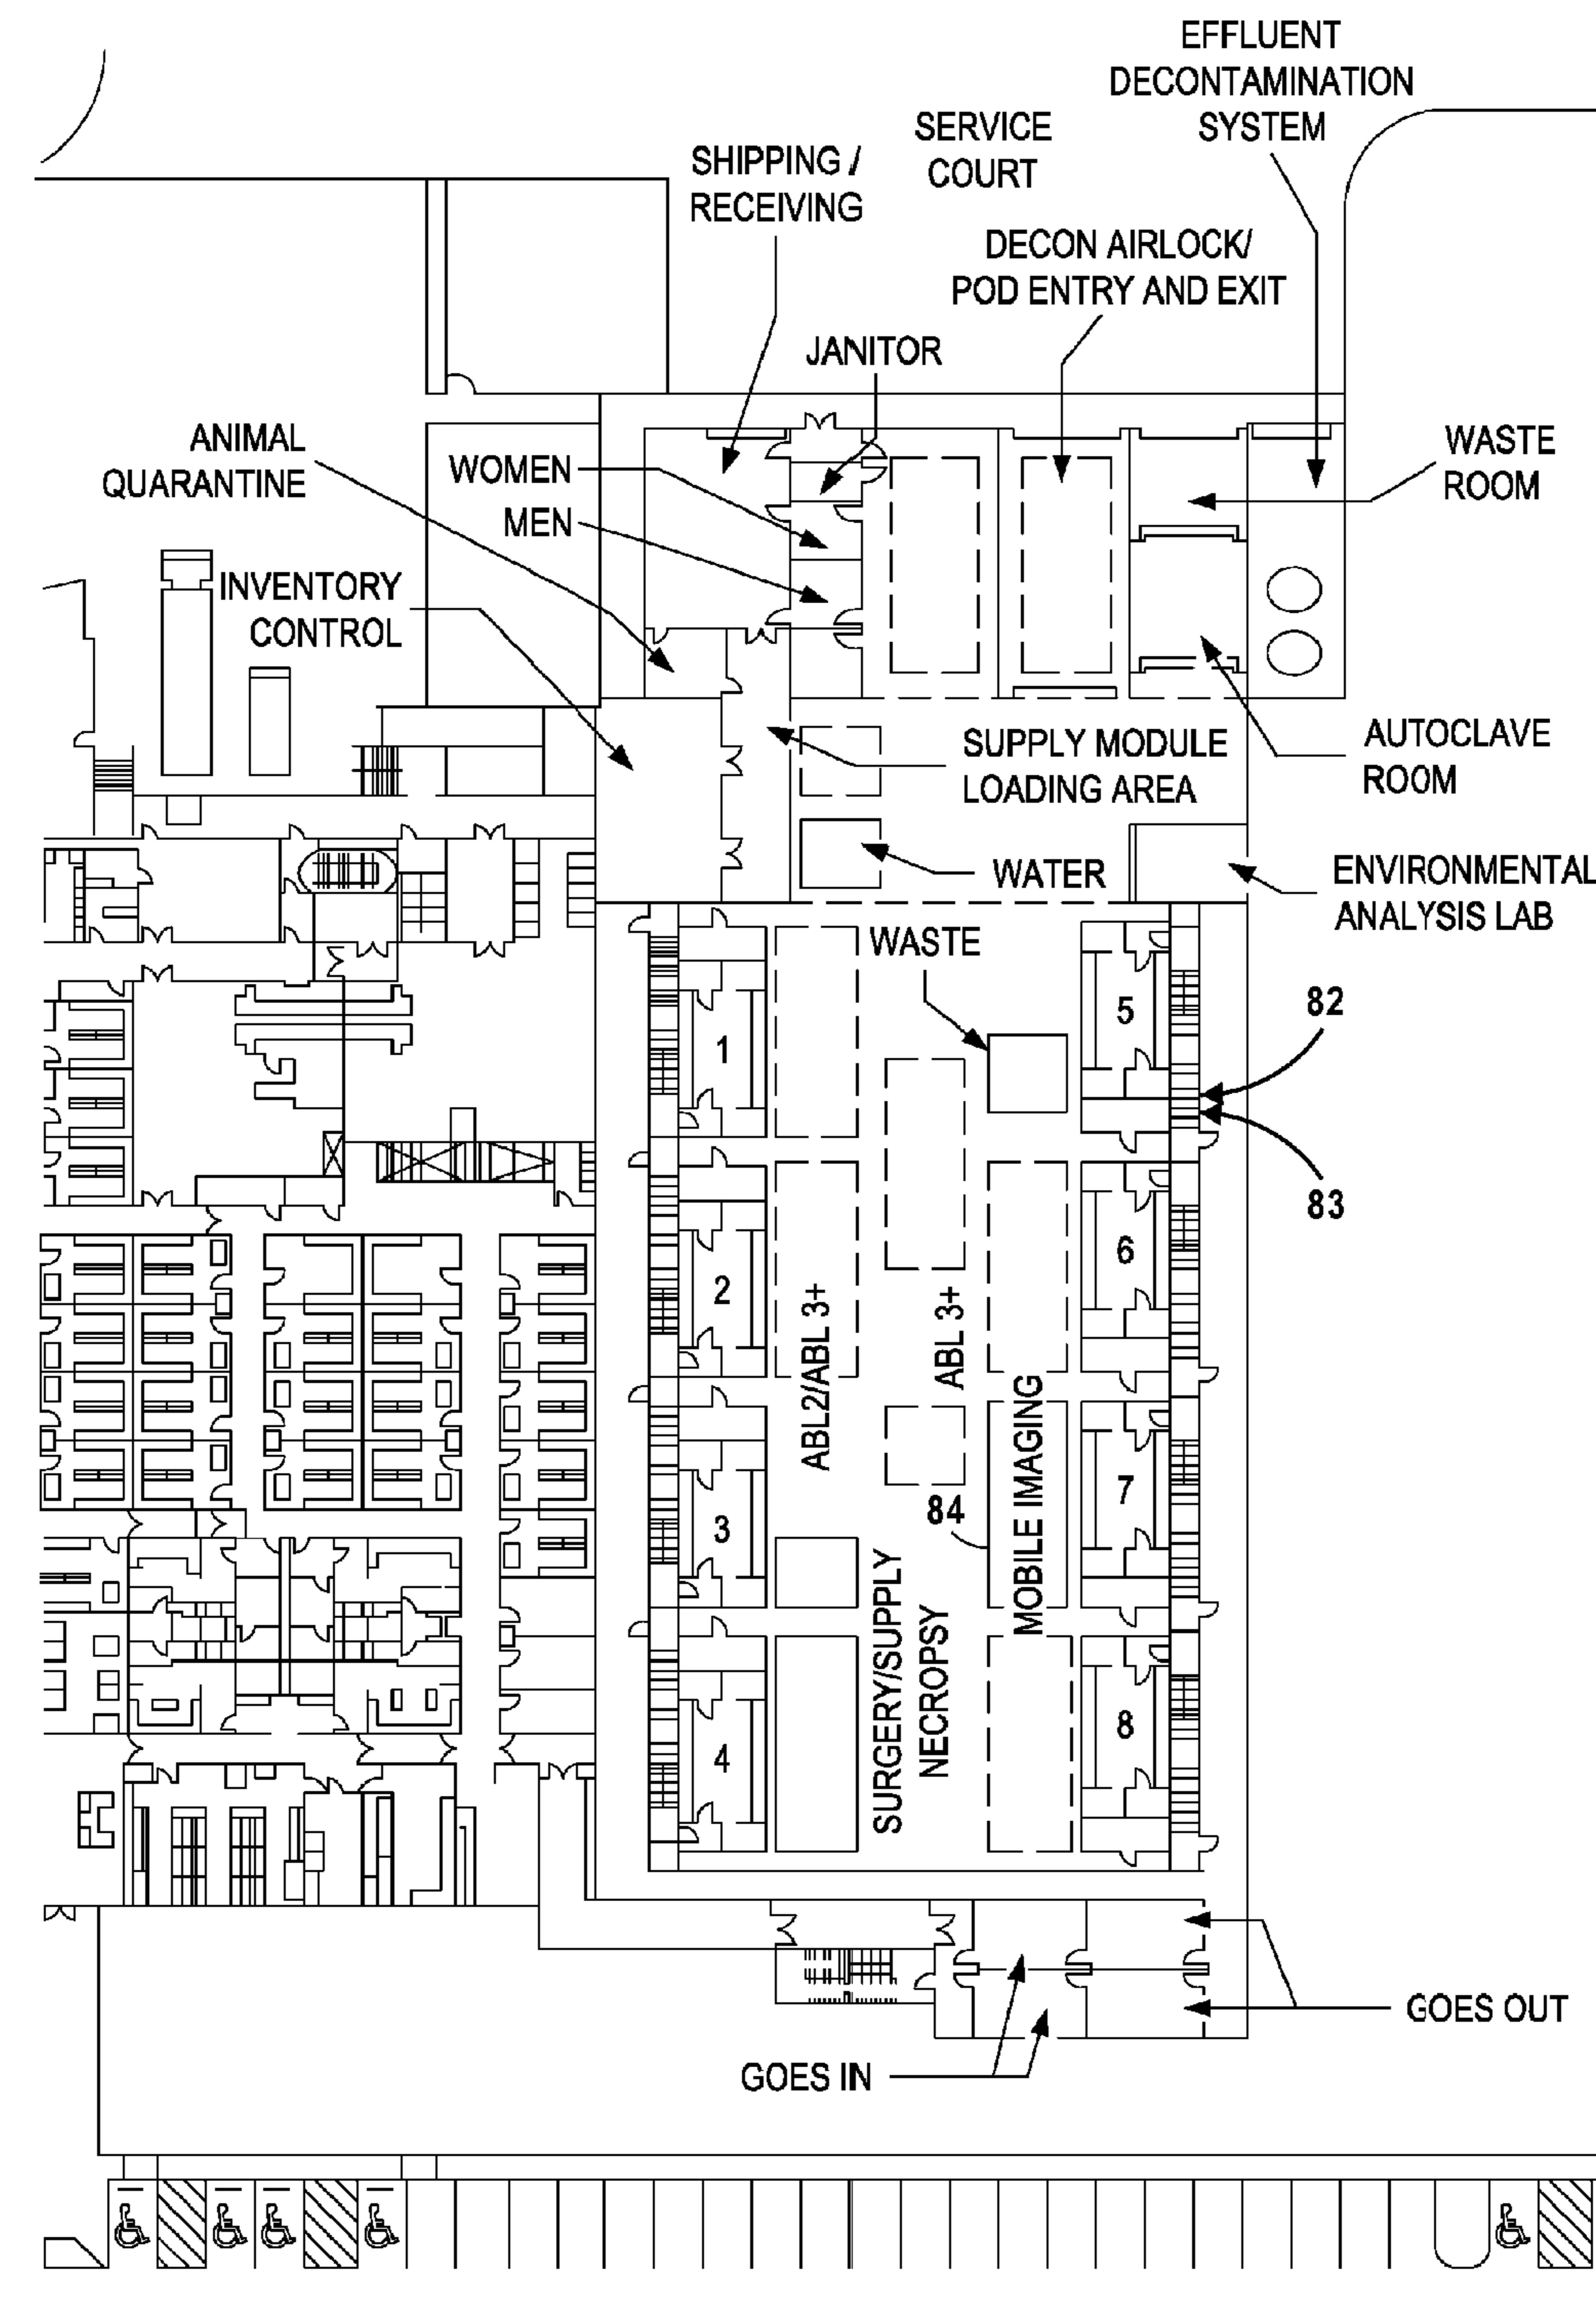 EFFLUENT
DECONTAMINATION
SYSTEM
SERVICE
COURT
SHIPPING /
RECEIVING
DECON AIRLOCK/
POD ENTRY AND EXIT
JANITOR
ANIMAL
QUARANTINE
WOMEN
MEN
WASTE
ROOM
INVENTORY
CONTROL
SUPPLY MODULE
LOADING AREA
AUTOCLAVE
ROOM
WATER
ENVIRONMENTAL
ANALYSIS LAB
WASTE
82
83
1
2
3
4
5
6
7
8
ABL2/ABL 3+
ABL 3+
84
MOBILE IMAGING
SURGERY/SUPPLY
NECROPSY
GOES OUT
GOES IN